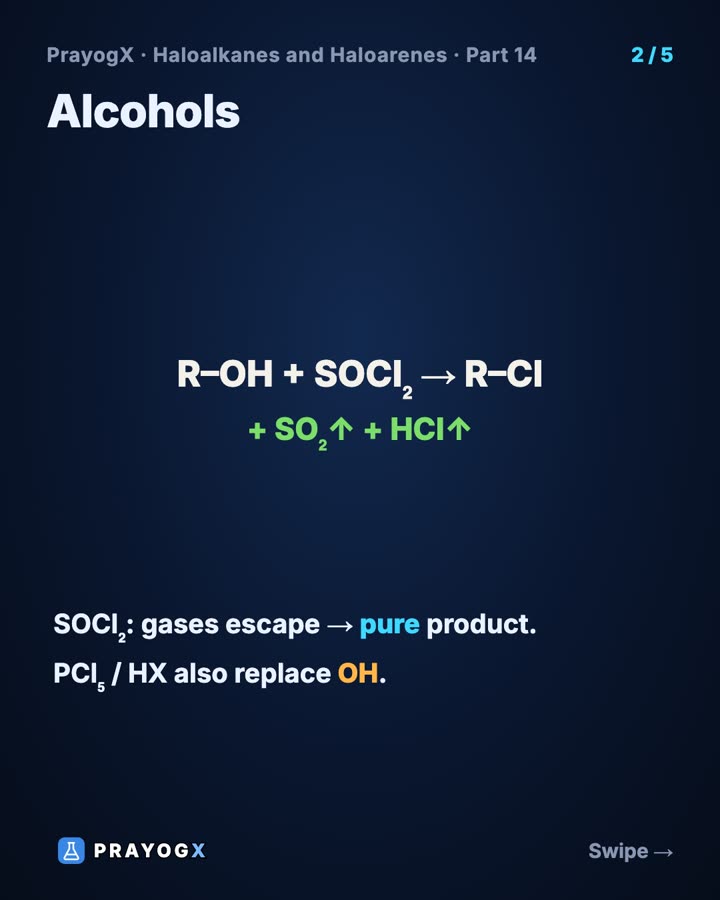 PrayogX · Haloalkanes and Haloarenes · Part 14
2 / 5
Alcohols
R–OH + SOCl₂ → R–Cl
+ SO₂↑ + HCl↑
SOCl₂: gases escape → pure product.
PCl₅ / HX also replace OH.
PRAYOGX
Swipe →